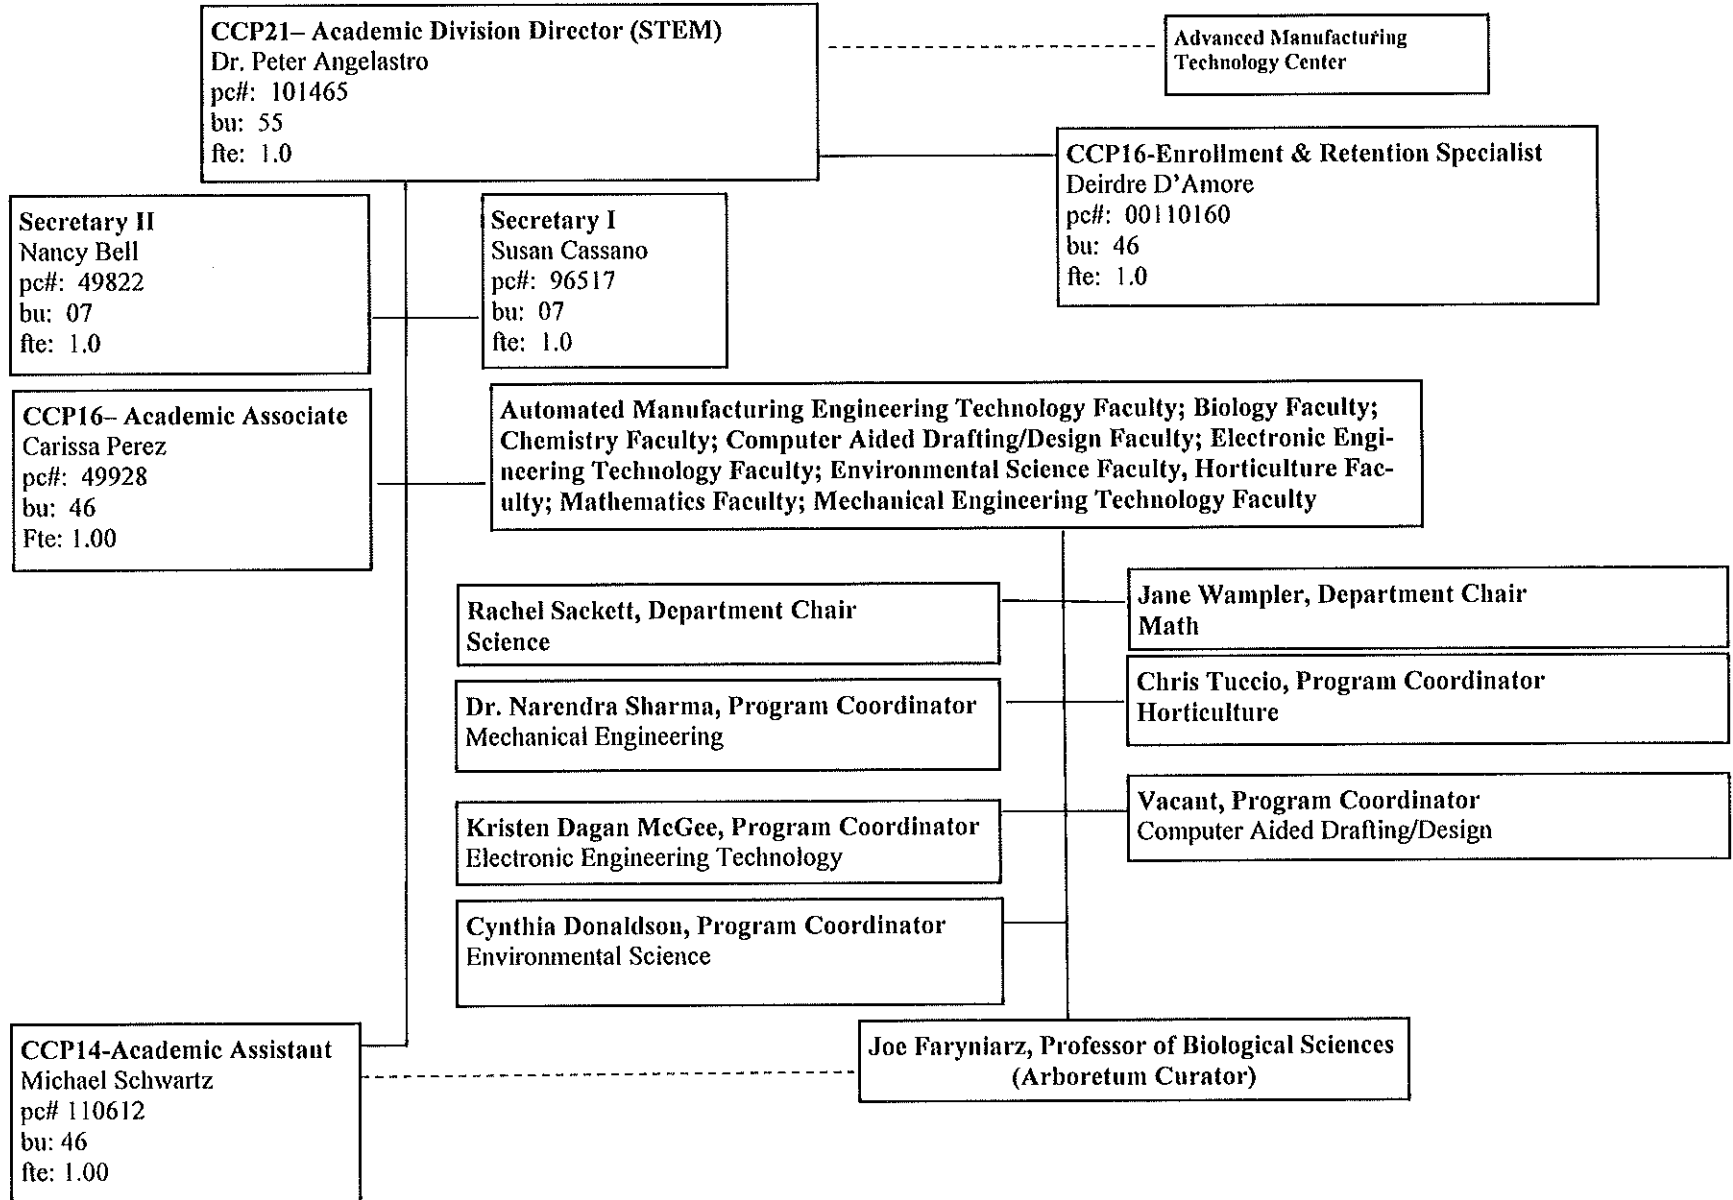 CCP21– Academic Division Director (STEM)
Dr. Peter Angelastro
pc#: 101465
bu: 55
fte: 1.0
Advanced Manufacturing
Technology Center
CCP16-Enrollment & Retention Specialist
Deirdre D'Amore
pc#: 00110160
bu: 46
fte: 1.0
Secretary II
Nancy Bell
pc#: 49822
bu: 07
fte: 1.0
Secretary I
Susan Cassano
pc#: 96517
bu: 07
fte: 1.0
CCP16– Academic Associate
Carissa Perez
pc#: 49928
bu: 46
Fte: 1.00
Automated Manufacturing Engineering Technology Faculty; Biology Faculty;
Chemistry Faculty; Computer Aided Drafting/Design Faculty; Electronic Engi-
neering Technology Faculty; Environmental Science Faculty, Horticulture Fac-
ulty; Mathematics Faculty; Mechanical Engineering Technology Faculty
Rachel Sackett, Department Chair
Science
Jane Wampler, Department Chair
Math
Dr. Narendra Sharma, Program Coordinator
Mechanical Engineering
Chris Tuccio, Program Coordinator
Horticulture
Kristen Dagan McGee, Program Coordinator
Electronic Engineering Technology
Vacant, Program Coordinator
Computer Aided Drafting/Design
Cynthia Donaldson, Program Coordinator
Environmental Science
CCP14-Academic Assistant
Michael Schwartz
pc# 110612
bu: 46
fte: 1.00
Joe Faryniarz, Professor of Biological Sciences
(Arboretum Curator)